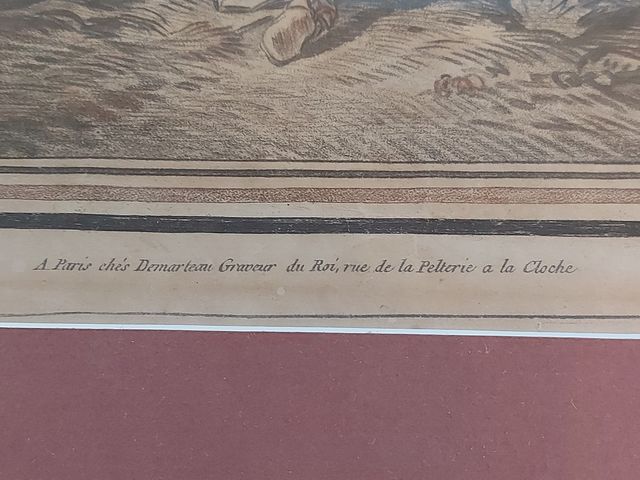 A Paris chés Demarteau Graveur du Roi, rue de la Pelterie a la Cloche